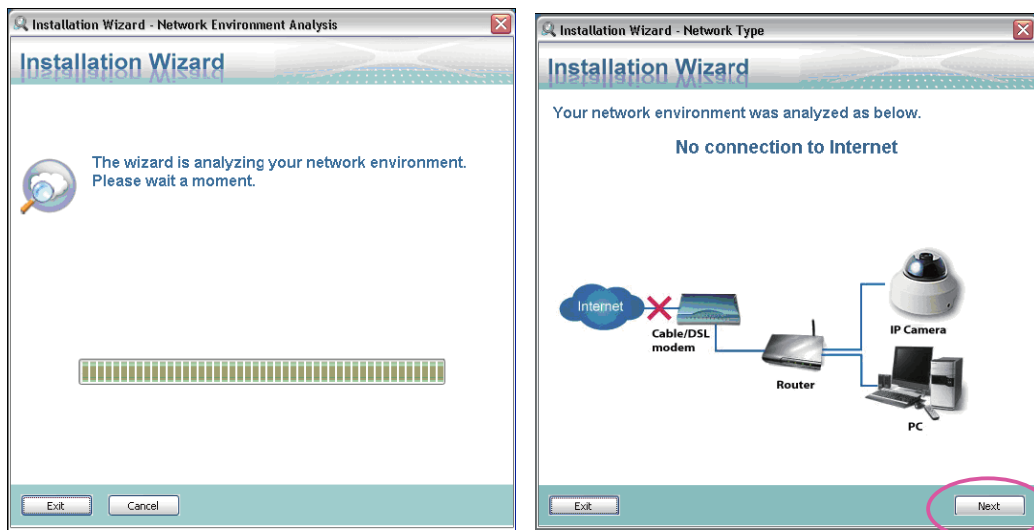 Installation Wizard - Network Environment Analysis
Installation Wizard
The wizard is analyzing your network environment.
Please wait a moment.
Exit
Cancel
Installation Wizard - Network Type
Installation Wizard
Your network environment was analyzed as below.
No connection to Internet
Internet
Cable/DSL
modem
Router
IP Camera
PC
Exit
Next